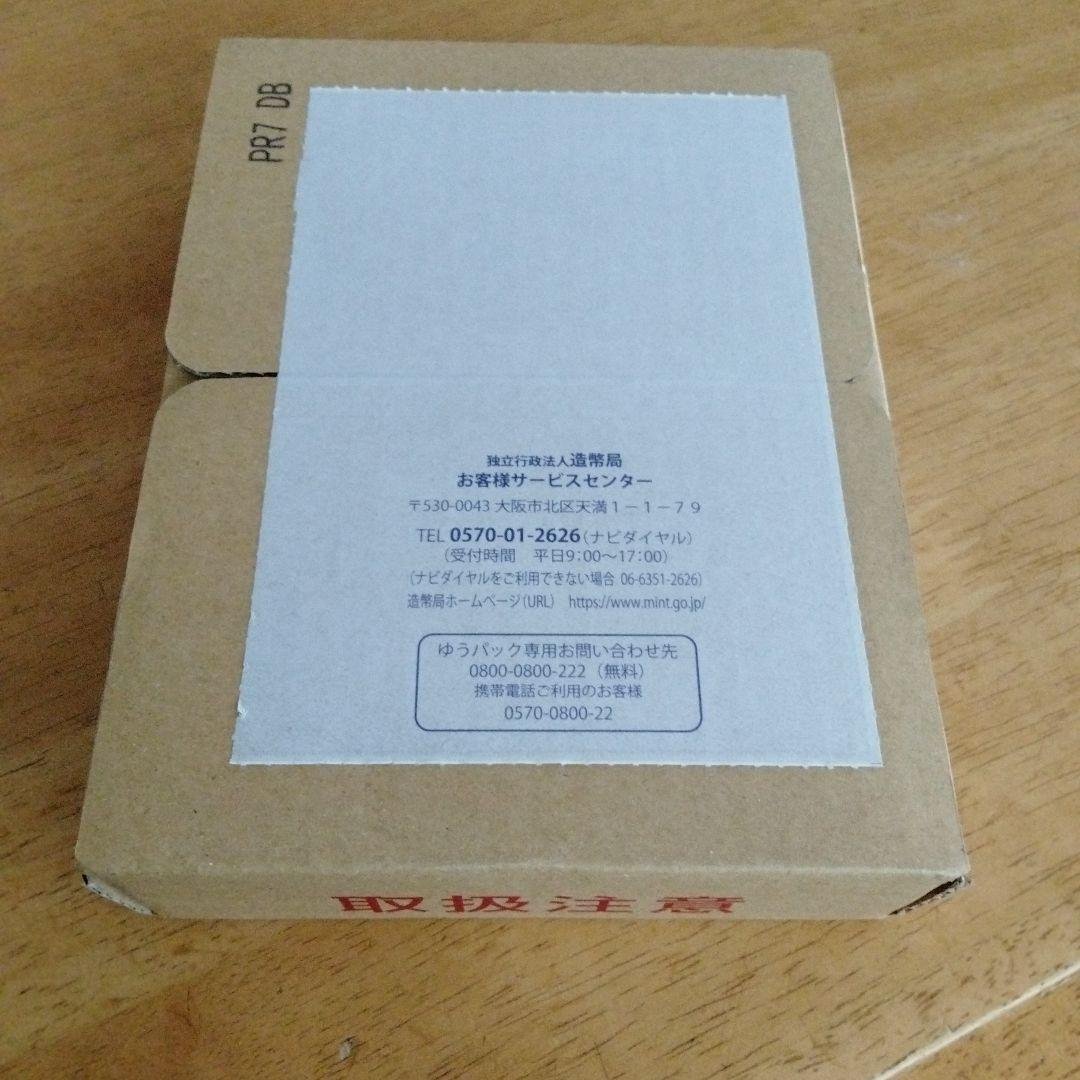 PR7 DB
独立行政法人造幣局
お客様サービスセンター
〒530-0043 大阪市北区天満１－１－７９
TEL 0570-01-2626(ナビダイヤル)
(受付時間　平日9:00～17:00)
(ナビダイヤルをご利用できない場合 06-6351-2626)
造幣局ホームページ(URL)　https://www.mint.go.jp/
ゆうパック専用お問い合わせ先
0800-0800-222（無料）
携帯電話ご利用のお客様
0570-0800-22
取扱注意